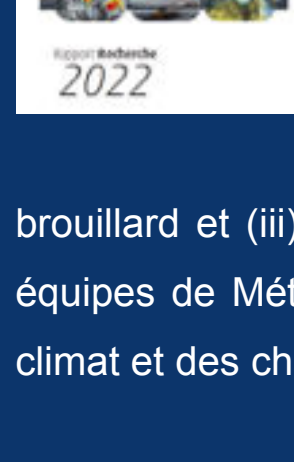 Rapport Recherche
2022
brouillard et (iii)
équipes de Mét
climat et des ch